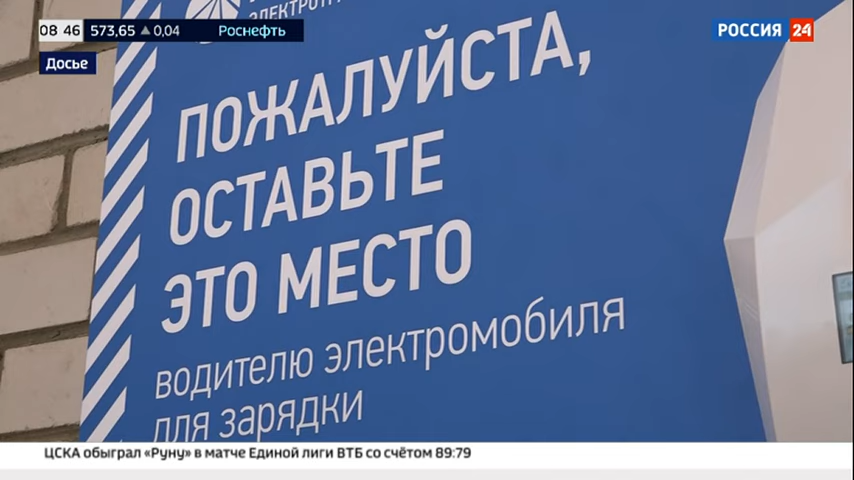 08 46 573,65 ▲ 0,04 Роснефть
РОССИЯ 24
Досье
ПОЖАЛУЙСТА,
ОСТАВЬТЕ
ЭТО МЕСТО
водителю электромобиля
для зарядки
ЦСКА обыграл «Руну» в матче Единой лиги ВТБ со счётом 89:79